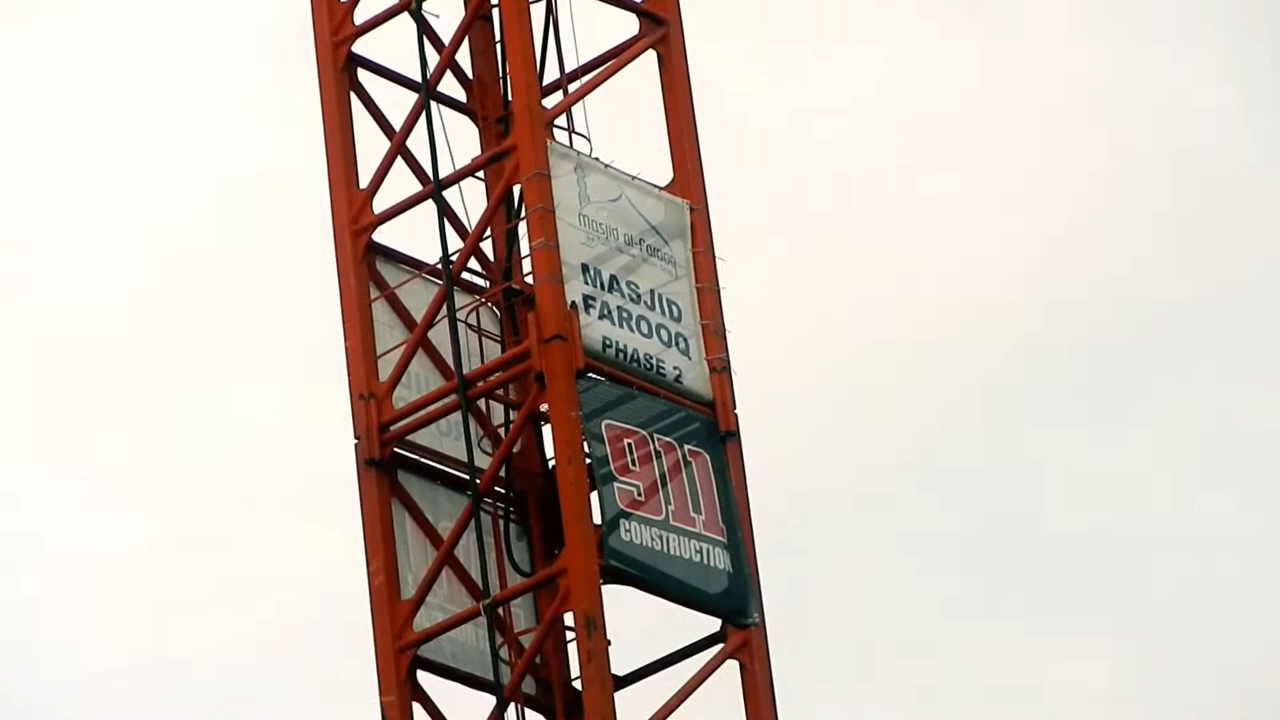 masjid al-farooq
MASJID
FAROOQ
PHASE 2
911
CONSTRUCTION